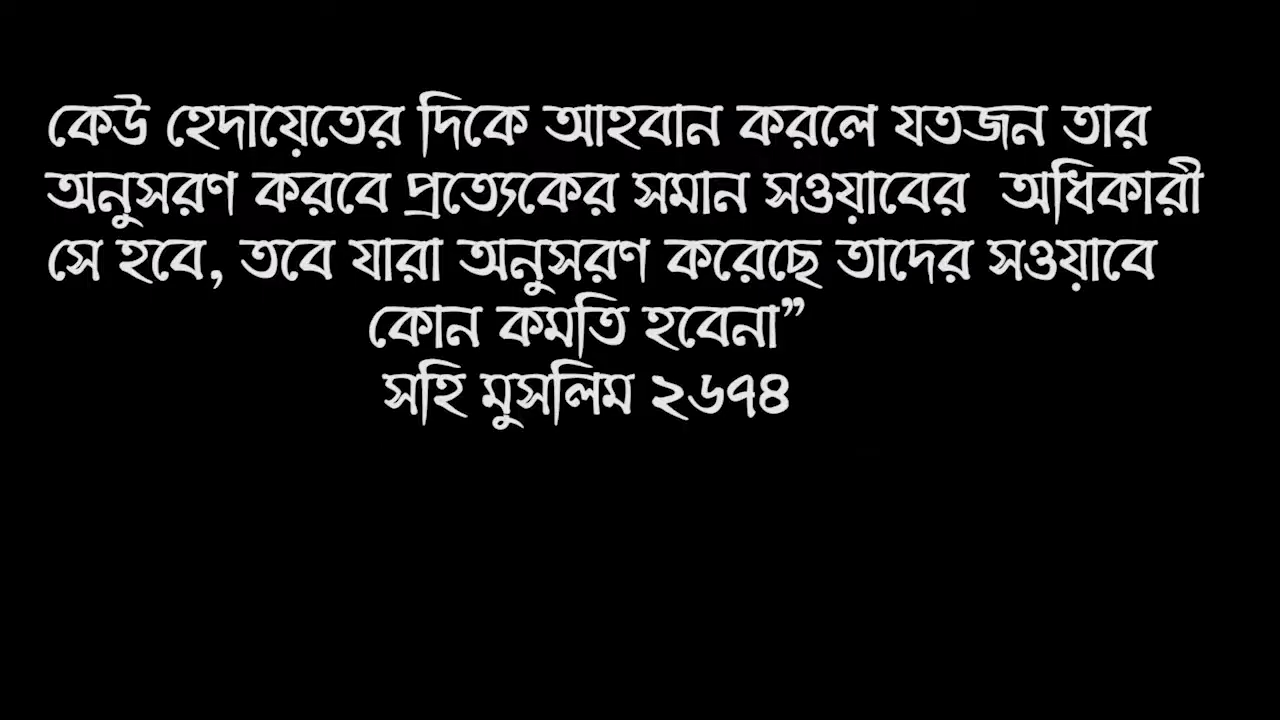 কেউ হেদায়েতের দিকে আহবান করলে যতজন তার
অনুসরণ করবে প্রত্যেকের সমান সওয়াবের অধিকারী
সে হবে, তবে যারা অনুসরণ করেছে তাদের সওয়াবে
কোন কমতি হবেনা”
সহি মুসলিম ২৬৭৪